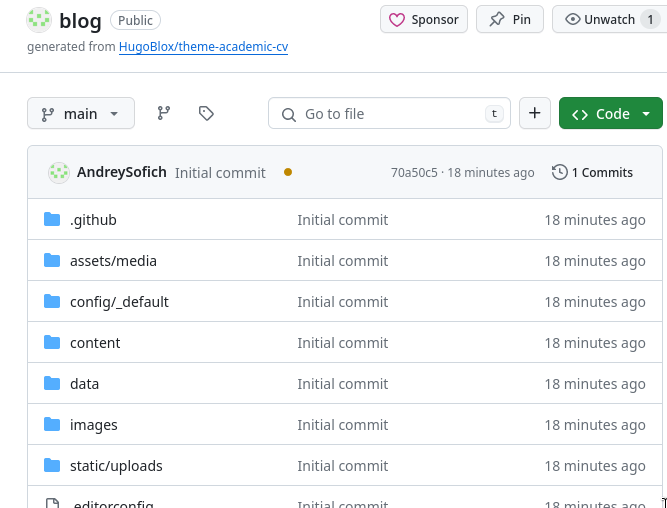 blog Public Sponsor Pin Unwatch 1
generated from HugoBlox/theme-academic-cv
main Go to file t + Code
AndreySofich Initial commit 70a50c5 · 18 minutes ago 1 Commits
.github Initial commit 18 minutes ago
assets/media Initial commit 18 minutes ago
config/_default Initial commit 18 minutes ago
content Initial commit 18 minutes ago
data Initial commit 18 minutes ago
images Initial commit 18 minutes ago
static/uploads Initial commit 18 minutes ago
.editorconfig Initial commit 18 minutes ago